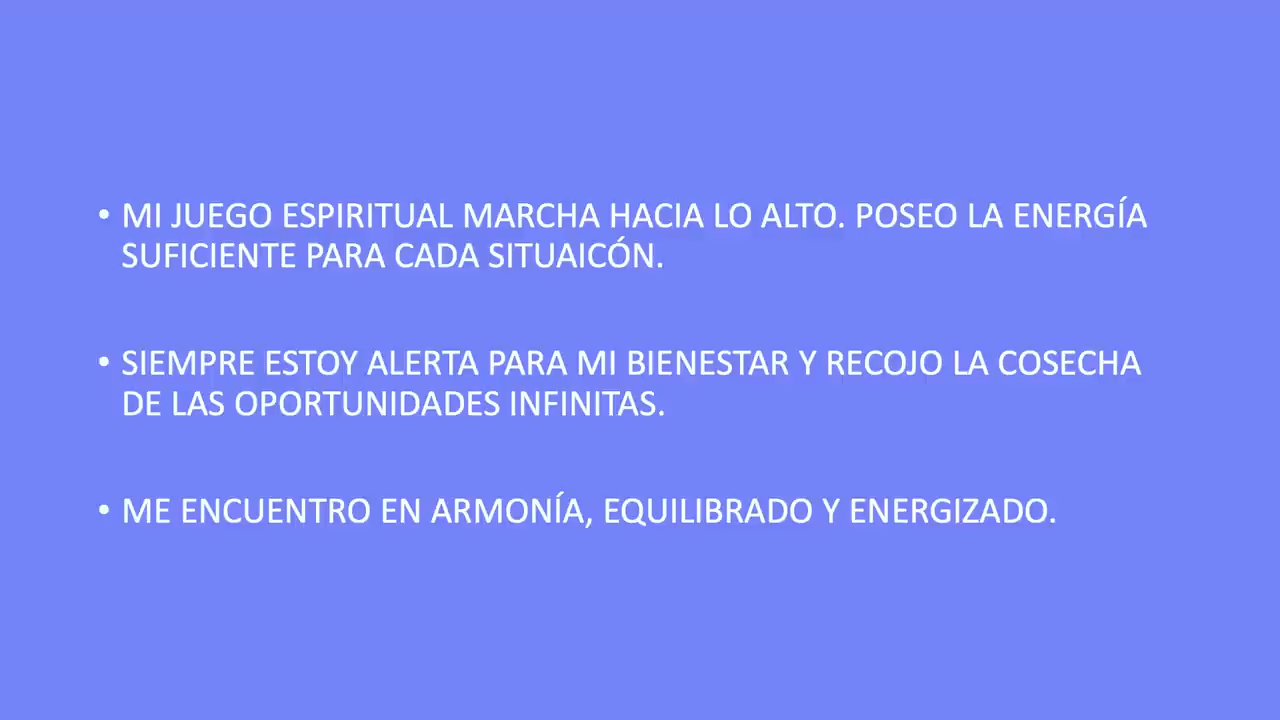 • MI JUEGO ESPIRITUAL MARCHA HACIA LO ALTO. POSEO LA ENERGÍA
SUFICIENTE PARA CADA SITUAICÓN.
• SIEMPRE ESTOY ALERTA PARA MI BIENESTAR Y RECOJO LA COSECHA
DE LAS OPORTUNIDADES INFINITAS.
• ME ENCUENTRO EN ARMONÍA, EQUILIBRADO Y ENERGIZADO.